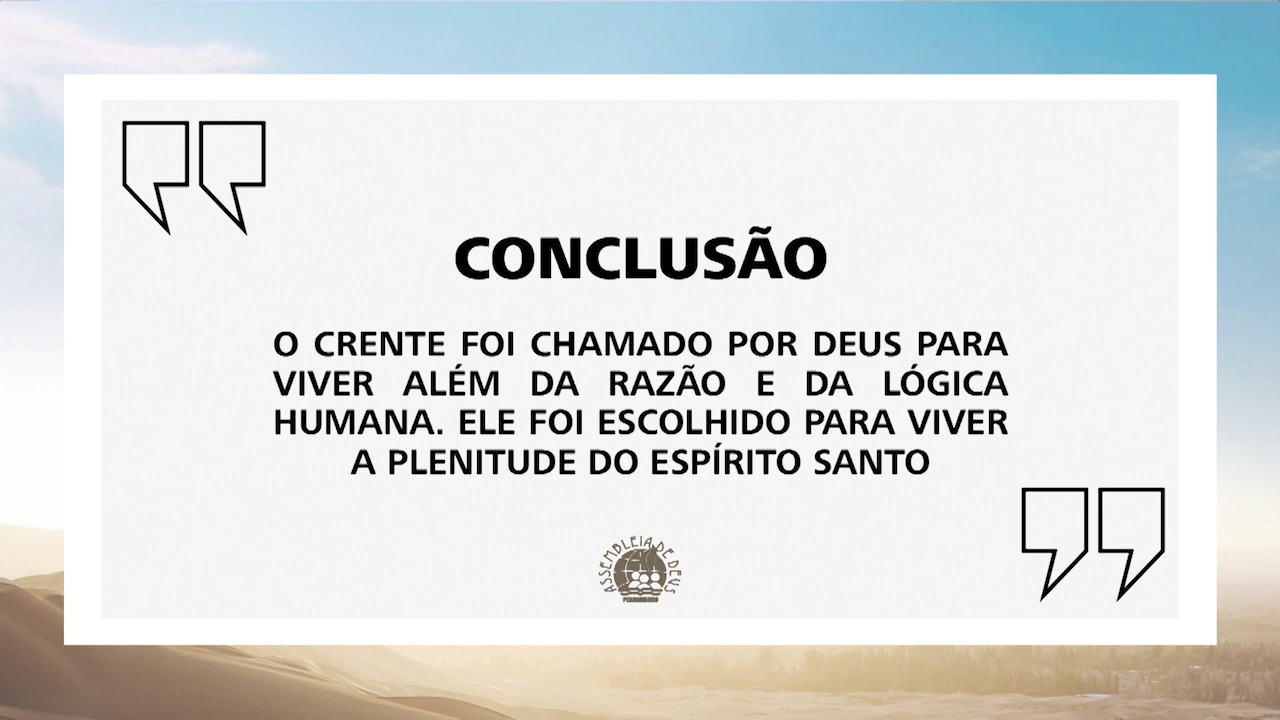 CONCLUSÃO
O CRENTE FOI CHAMADO POR DEUS PARA
VIVER ALÉM DA RAZÃO E DA LÓGICA
HUMANA. ELE FOI ESCOLHIDO PARA VIVER
A PLENITUDE DO ESPÍRITO SANTO
ASSEMBLEIA DE DEUS
PERNAMBUCO